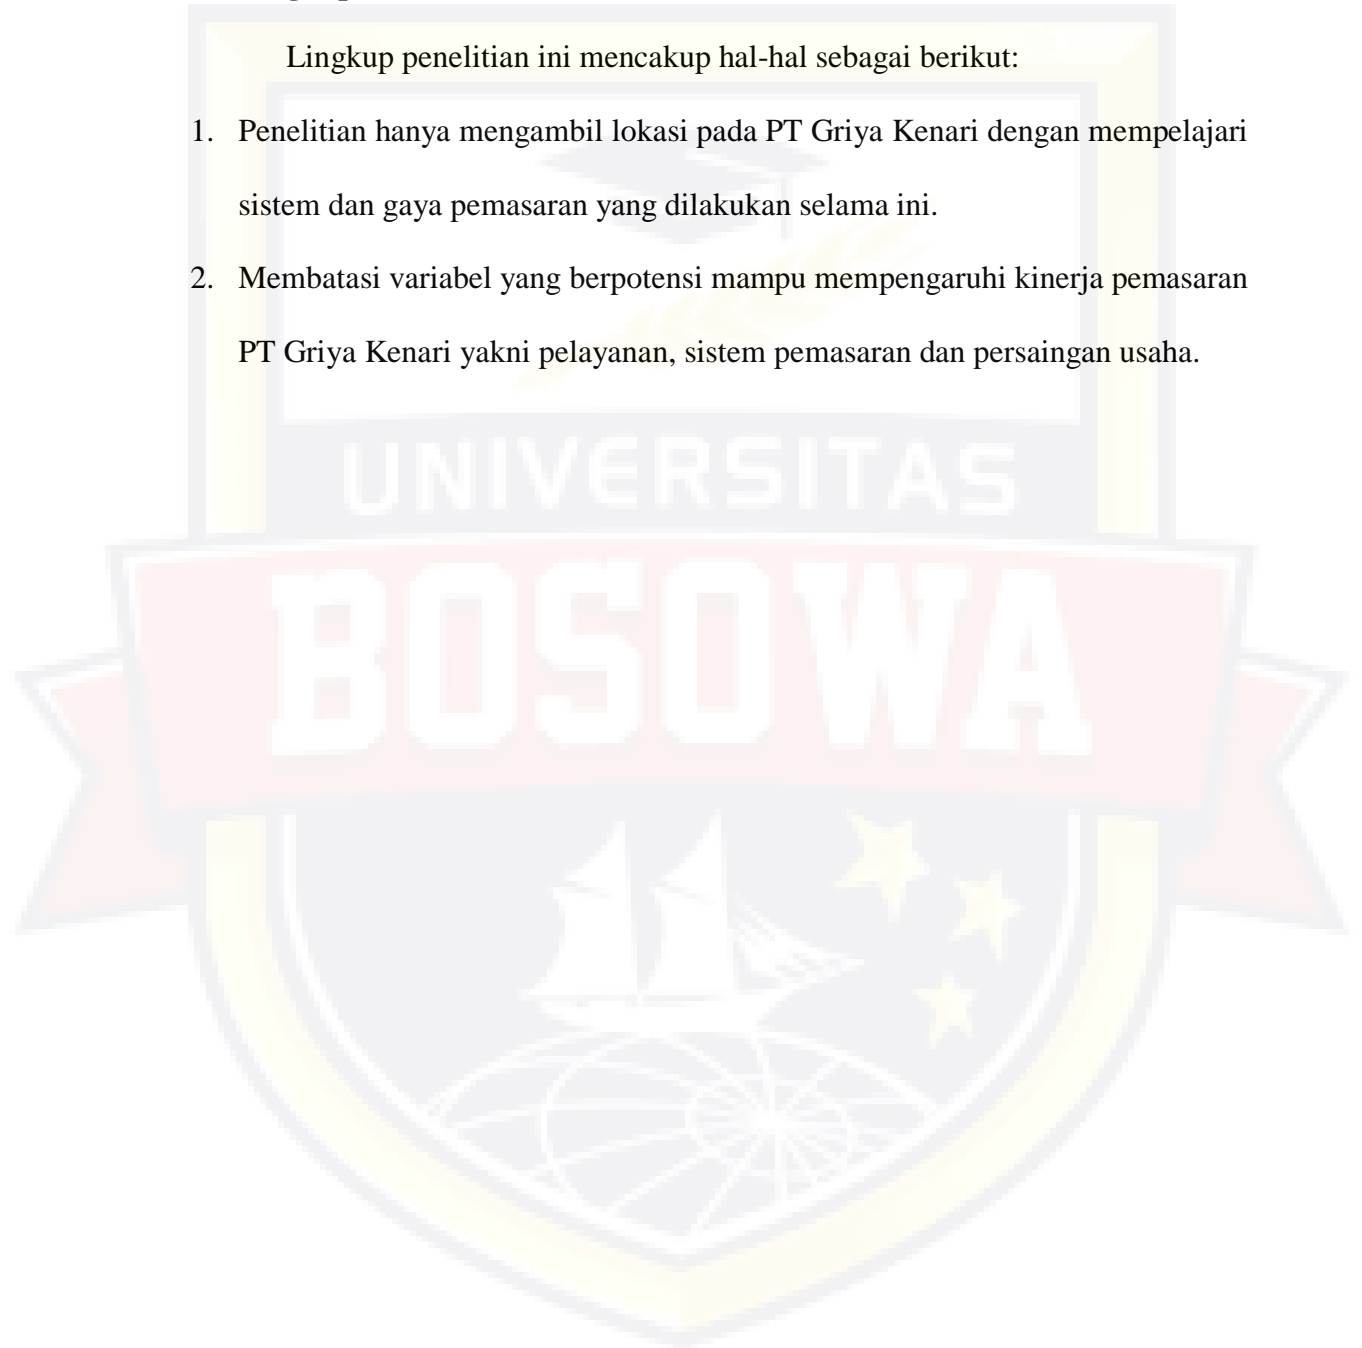 Lingkup penelitian ini mencakup hal-hal sebagai berikut:
1. Penelitian hanya mengambil lokasi pada PT Griya Kenari dengan mempelajari
sistem dan gaya pemasaran yang dilakukan selama ini.
2. Membatasi variabel yang berpotensi mampu mempengaruhi kinerja pemasaran
PT Griya Kenari yakni pelayanan, sistem pemasaran dan persaingan usaha.
UNIVERSITAS
BOSOWA